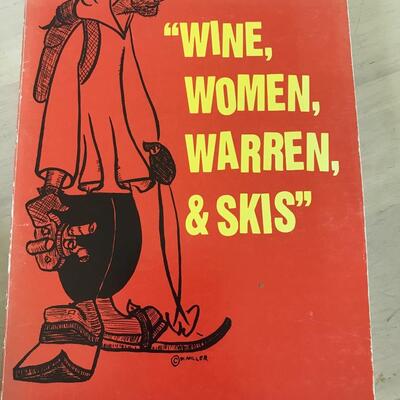 “WINE,
WOMEN,
WARREN,
& SKIS”
©W. MILLER